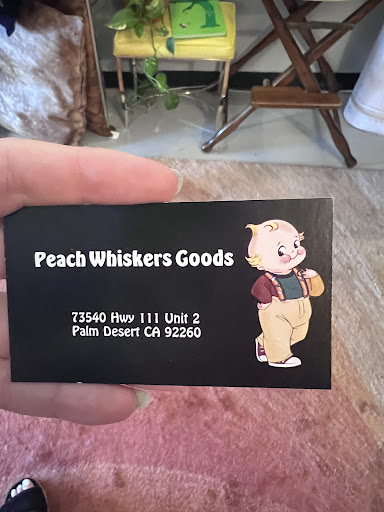 Peach Whiskers Goods
73540 Hwy 111 Unit 2
Palm Desert CA 92260